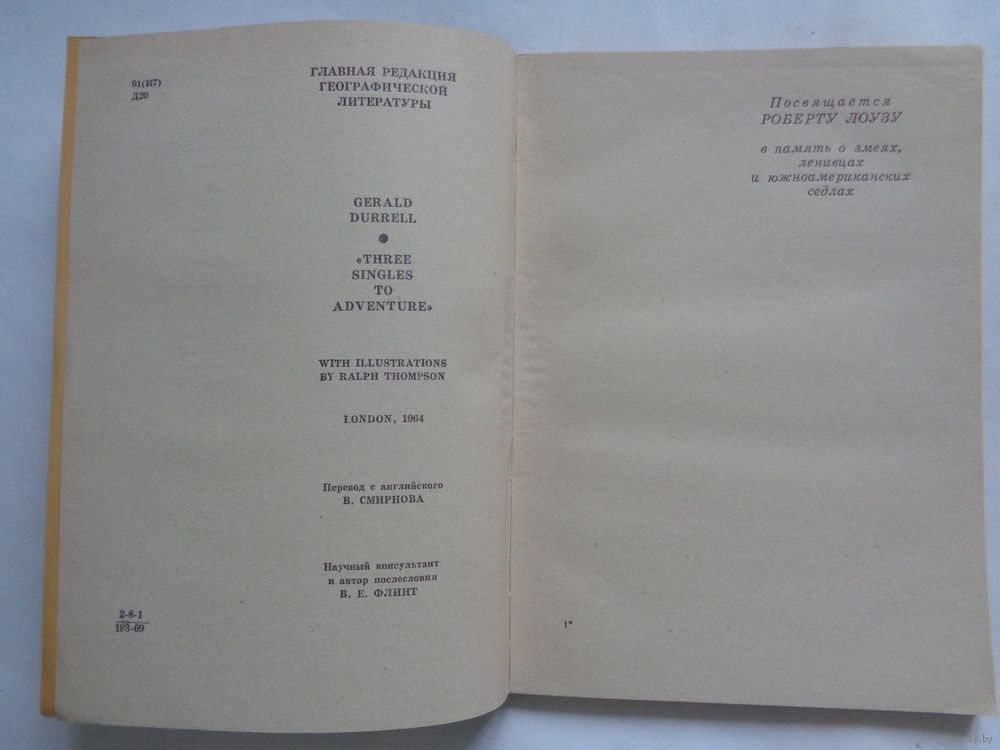 91(И7)
Д20
ГЛАВНАЯ РЕДАКЦИЯ
ГЕОГРАФИЧЕСКОЙ
ЛИТЕРАТУРЫ
GERALD
DURRELL
«THREE
SINGLES
TO
ADVENTURE»
WITH ILLUSTRATIONS
BY RALPH THOMPSON
LONDON, 1964
Перевод с английского
В. СМИРНОВА
Научный консультант
и автор послесловия
В. Е. ФЛИНТ
2-8-1
193-69
Посвящается
РОБЕРТУ ЛОУЗУ
в память о змеях,
ленивцах
и южноамериканских
седлах
1*